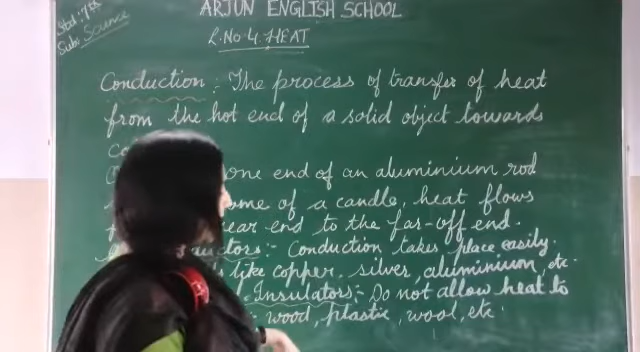 Std: 7th
Sub: Science
ARJUN ENGLISH SCHOOL
L.No.4. HEAT
Conduction: The process of transfer of heat
from the hot end of a solid object towards
one end of an aluminium rod
of a candle, heat flows
end to the far-off end.
:- Conduction takes place easily.
like copper, silver, aluminium, etc.
Insulators:- Do not allow heat to
wood, plastic, wool, etc